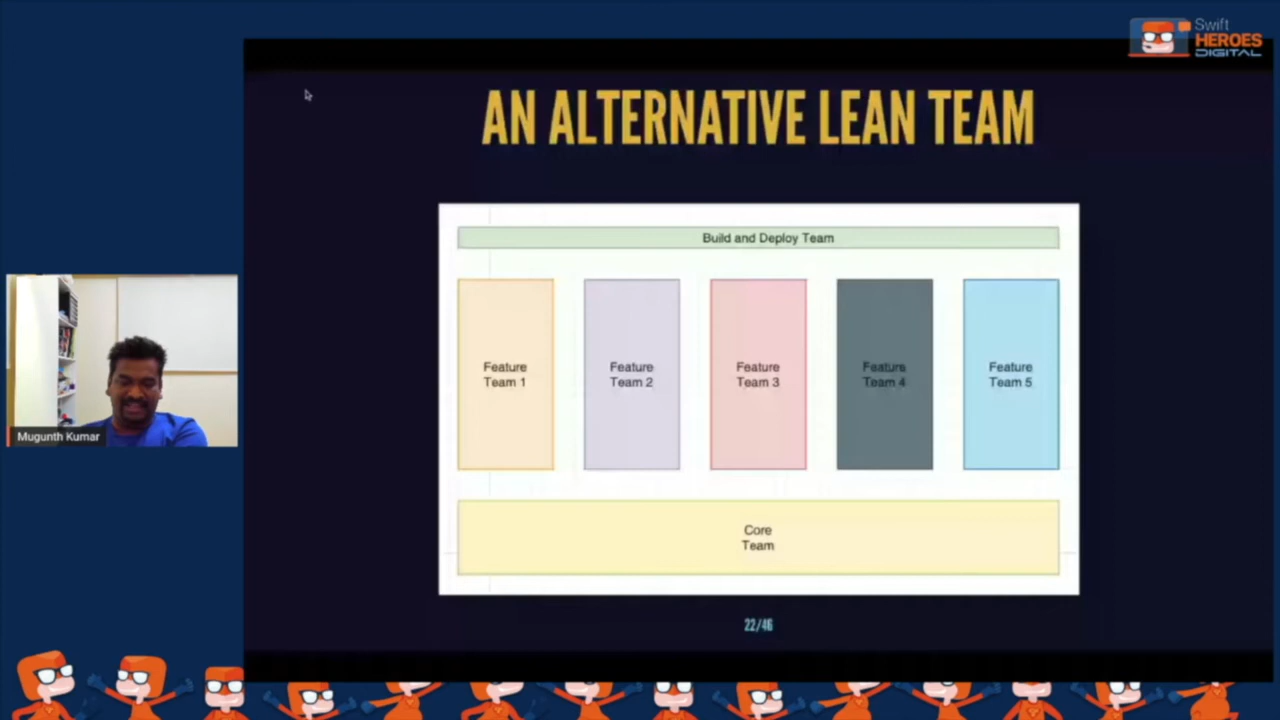 Swift
HEROES
DIGITAL
AN ALTERNATIVE LEAN TEAM
Build and Deploy Team
Feature
Team 1
Feature
Team 2
Feature
Team 3
Feature
Team 4
Feature
Team 5
Core
Team
Mugunth Kumar
22/46